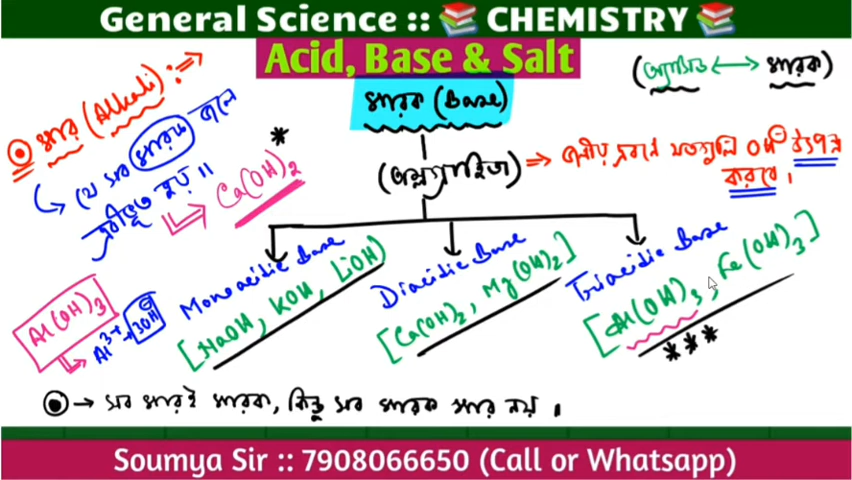 General Science :: 📚 CHEMISTRY 📚
Acid, Base & Salt
(অ্যাসিড ↔ ক্ষারক)
ক্ষারক (Base)
(অম্লগ্রাহিতা) ⇒ জলীয় দ্রবণে যতগুলি OH⁻ উৎপন্ন
করবে।
ক্ষার (Alkali) :⇒
↪ যে সব ক্ষারক জলে
দ্রবীভূত হয়।
⇒ Ca(OH)₂ *
Monoacidic Base
[NaOH, KOH, LiOH]
Diacidic Base
[Ca(OH)₂, Mg(OH)₂]
Triacidic Base
[Al(OH)₃, Fe(OH)₃]
***
Al(OH)₃
⇒ Al³⁺ + 3OH⁻
⦿ → সব ক্ষারই ক্ষারক, কিন্তু সব ক্ষারক ক্ষার নয়।
Soumya Sir :: 7908066650 (Call or Whatsapp)